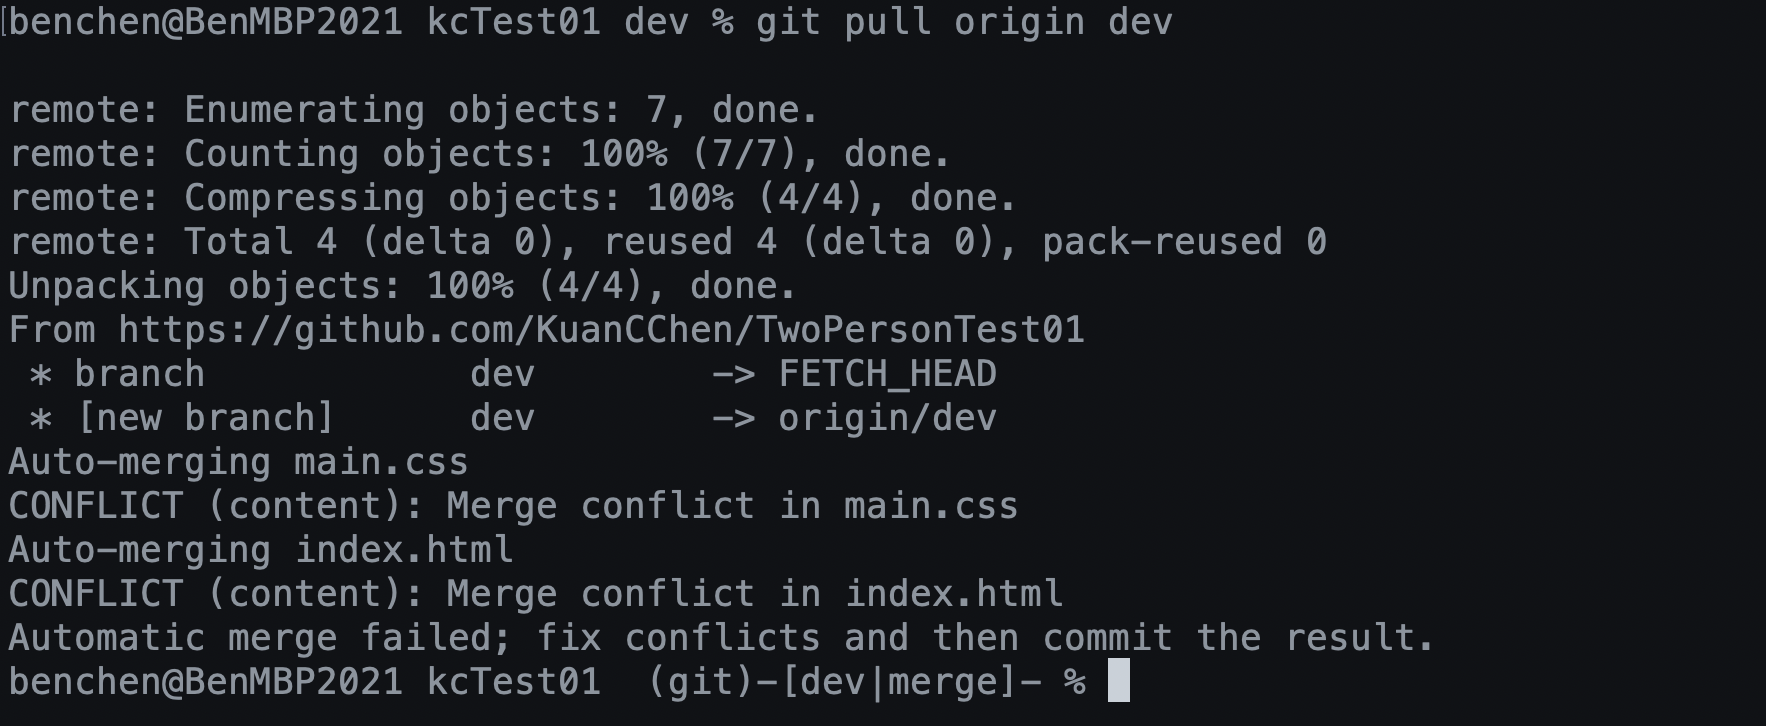 [benchen@BenMBP2021 kcTest01 dev % git pull origin dev
remote: Enumerating objects: 7, done.
remote: Counting objects: 100% (7/7), done.
remote: Compressing objects: 100% (4/4), done.
remote: Total 4 (delta 0), reused 4 (delta 0), pack-reused 0
Unpacking objects: 100% (4/4), done.
From https://github.com/KuanCChen/TwoPersonTest01
 * branch            dev        -> FETCH_HEAD
 * [new branch]      dev        -> origin/dev
Auto-merging main.css
CONFLICT (content): Merge conflict in main.css
Auto-merging index.html
CONFLICT (content): Merge conflict in index.html
Automatic merge failed; fix conflicts and then commit the result.
benchen@BenMBP2021 kcTest01  (git)-[dev|merge]- %